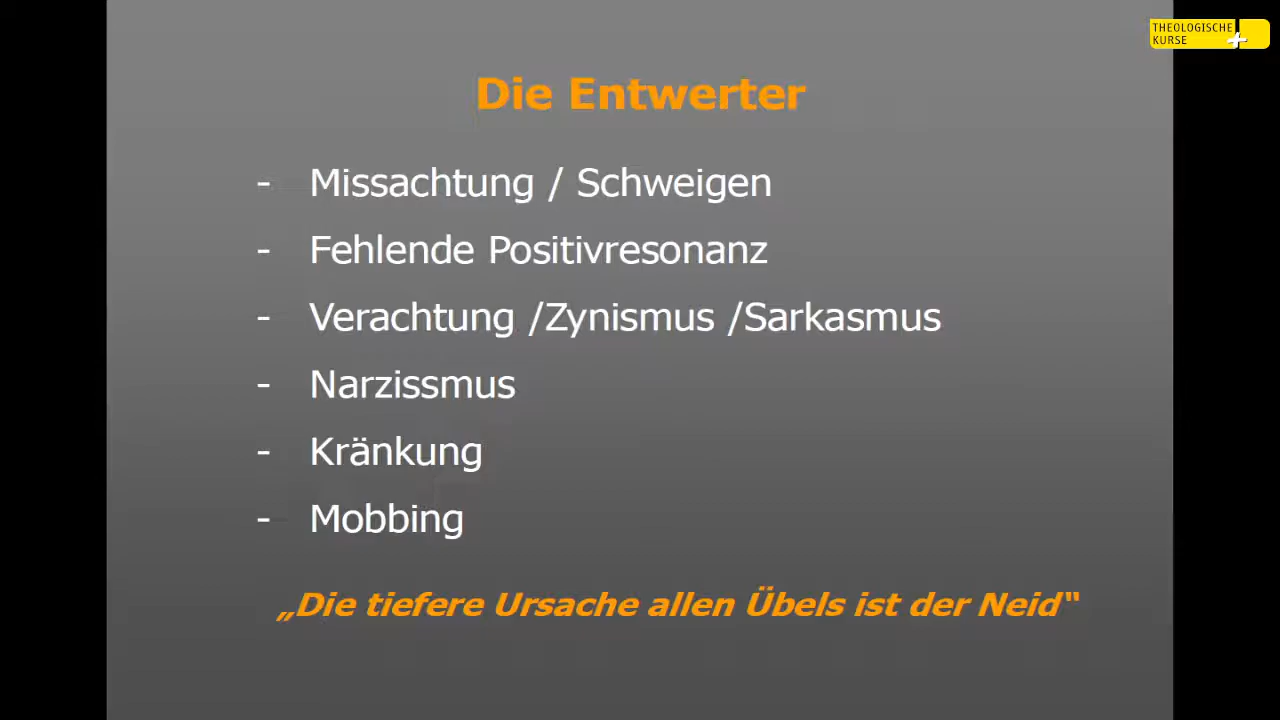 THEOLOGISCHE
KURSE
Die Entwerter
- Missachtung / Schweigen
- Fehlende Positivresonanz
- Verachtung /Zynismus /Sarkasmus
- Narzissmus
- Kränkung
- Mobbing
„Die tiefere Ursache allen Übels ist der Neid"